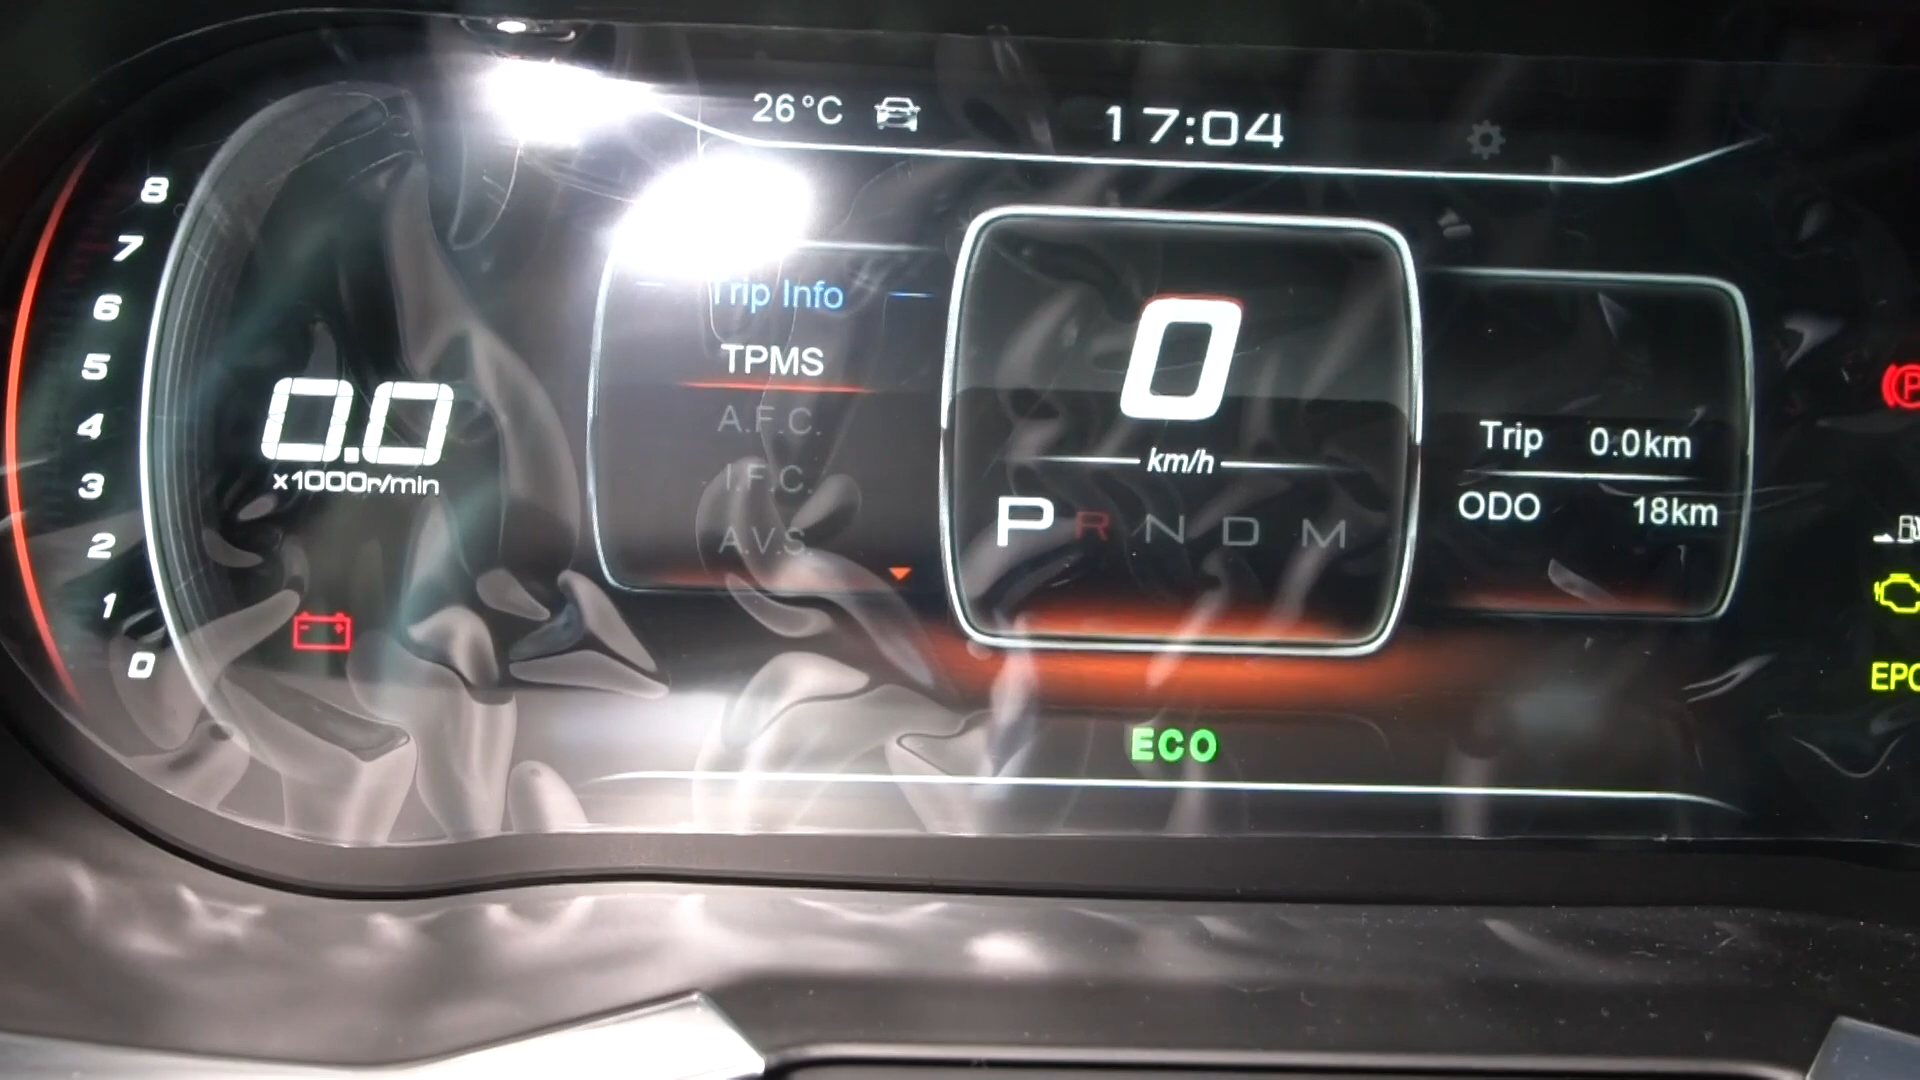 26°C
17:04
8
7
6
5
4
3
2
1
0
0.0
x1000r/min
Trip Info
TPMS
A.F.C.
I.F.C.
A.V.S.
0
km/h
P R N D M
Trip 0.0km
ODO 18km
P
EPC
ECO